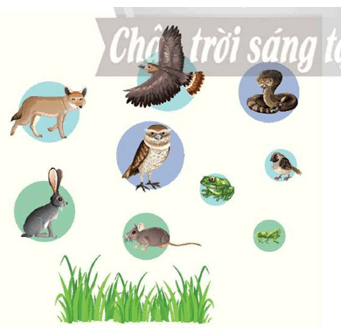 Chân trời sáng tạ